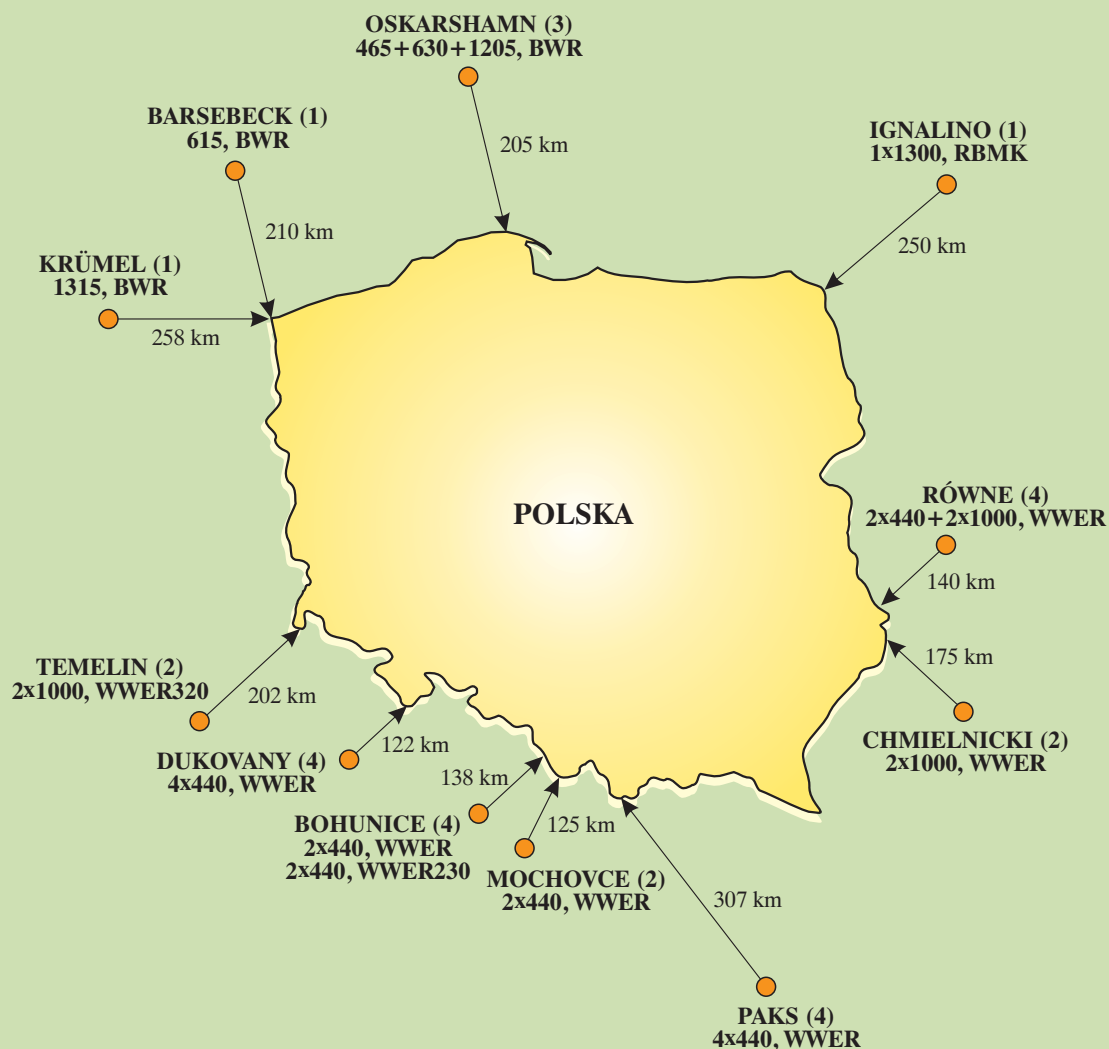 OSKARSHAMN (3)
465+630+1205, BWR
205 km
BARSEBECK (1)
615, BWR
210 km
IGNALINO (1)
1x1300, RBMK
250 km
KRÜMEL (1)
1315, BWR
258 km
POLSKA
RÓWNE (4)
2x440+2x1000, WWER
140 km
175 km
CHMIELNICKI (2)
2x1000, WWER
TEMELIN (2)
2x1000, WWER320
202 km
DUKOVANY (4)
4x440, WWER
122 km
138 km
BOHUNICE (4)
2x440, WWER
2x440, WWER230
125 km
MOCHOVCE (2)
2x440, WWER
307 km
PAKS (4)
4x440, WWER